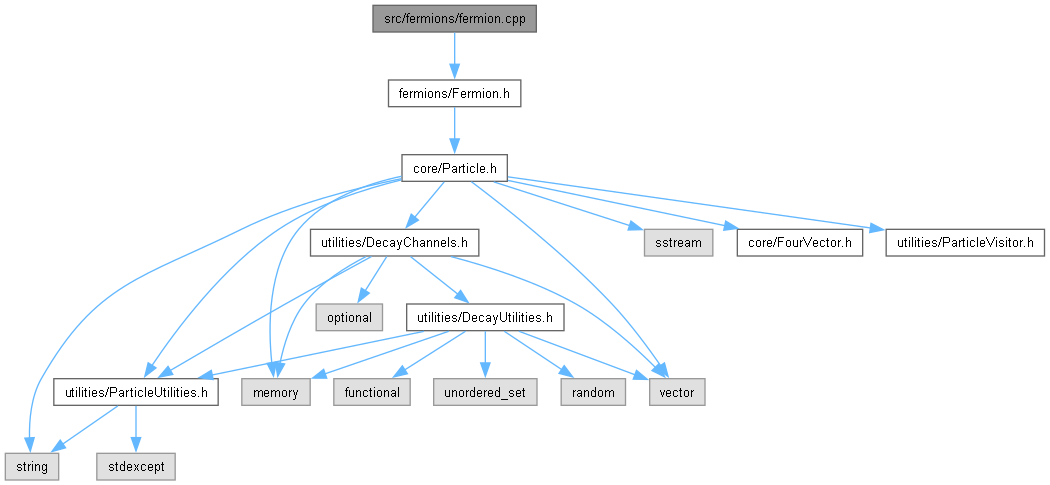 src/fermions/fermion.cpp
fermions/Fermion.h
core/Particle.h
utilities/DecayChannels.h
sstream
core/FourVector.h
utilities/ParticleVisitor.h
optional
utilities/DecayUtilities.h
utilities/ParticleUtilities.h
memory
functional
unordered_set
random
vector
string
stdexcept